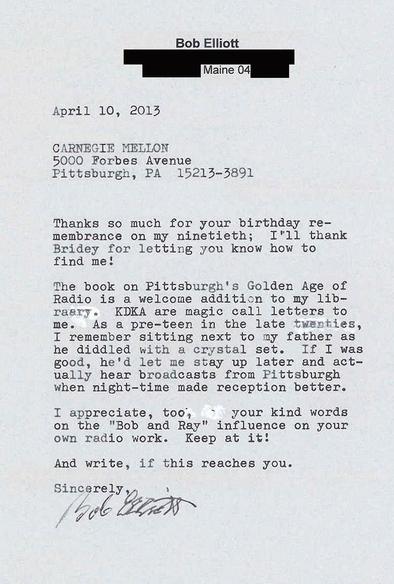 Bob Elliott
Maine 04
April 10, 2013
CARNEGIE MELLON
5000 Forbes Avenue
Pittsburgh, PA  15213-3891
Thanks so much for your birthday re-
membrance on my ninetieth;  I'll thank
Bridey for letting you know how to
find me!
The book on Pittsburgh's Golden Age of
Radio is a welcome addition to my lib-
raary.  KDKA are magic call letters to
me.  As a pre-teen in the late twenties,
I remember sitting next to my father as
he diddled with a crystal set.  If I was
good, he'd let me stay up later and act-
ually hear broadcasts from Pittsburgh
when night-time made reception better.
I appreciate, too, your kind words
on the "Bob and Ray" influence on your
own radio work.  Keep at it!
And write, if this reaches you.
Sincerely,
Bob Elliott